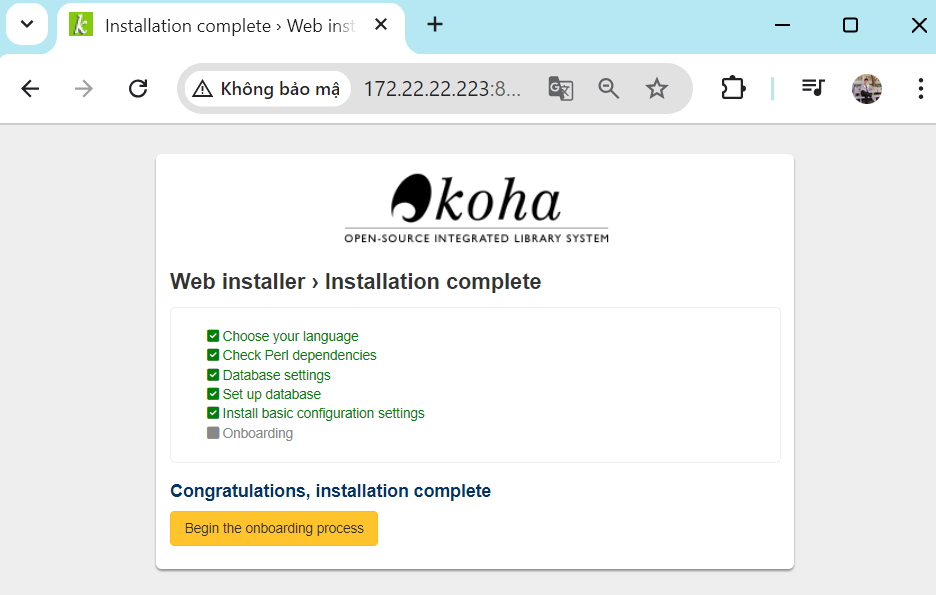 Installation complete › Web inst
Không bảo mậ
172.22.22.223:8...
koha
OPEN-SOURCE INTEGRATED LIBRARY SYSTEM
Web installer › Installation complete
Choose your language
Check Perl dependencies
Database settings
Set up database
Install basic configuration settings
Onboarding
Congratulations, installation complete
Begin the onboarding process